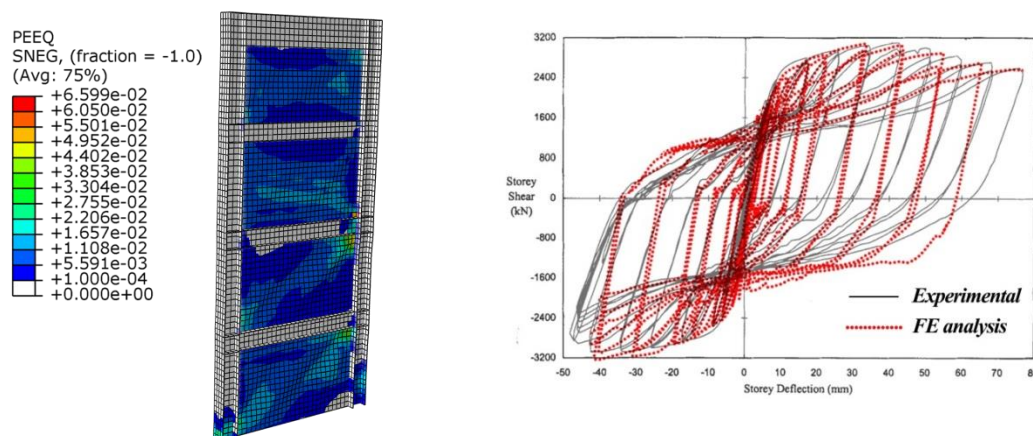 PEEQ
SNEG, (fraction = -1.0)
(Avg: 75%)
+6.599e-02
+6.050e-02
+5.501e-02
+4.952e-02
+4.402e-02
+3.853e-02
+3.304e-02
+2.755e-02
+2.206e-02
+1.657e-02
+1.108e-02
+5.591e-03
+1.000e-04
+0.000e+00
3200
2400
1600
800
Storey
Shear
(kN)
0
-800
-1600
-2400
-3200
Experimental
FE analysis
-50 -40 -30 -20 -10 0 10 20 30 40 50 60 70 80
Storey Deflection (mm)